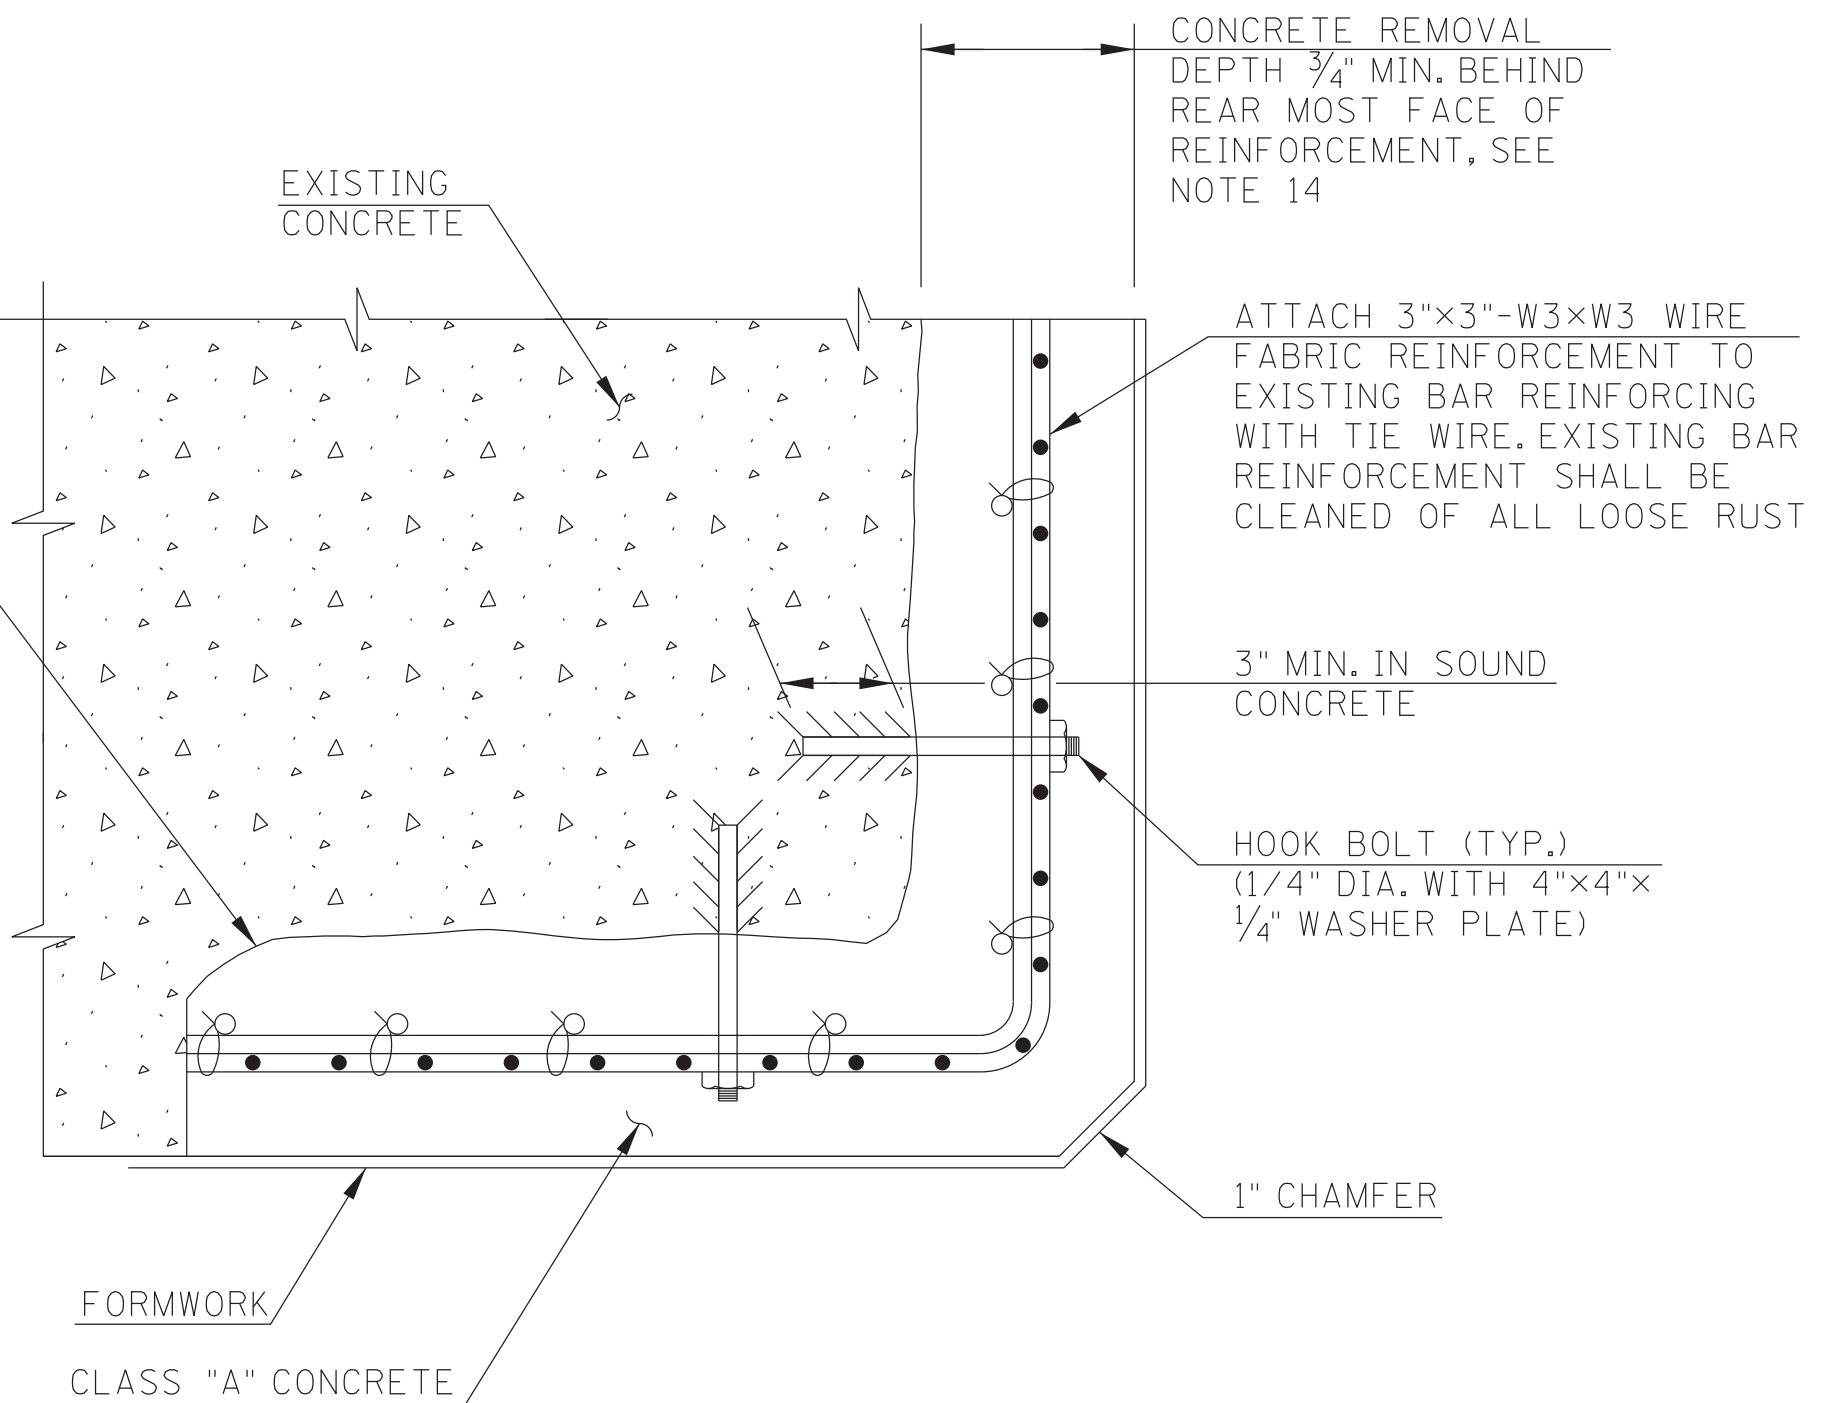 CONCRETE REMOVAL
DEPTH 3/4" MIN. BEHIND
REAR MOST FACE OF
REINFORCEMENT, SEE
NOTE 14
EXISTING
CONCRETE
ATTACH 3"×3"-W3×W3 WIRE
FABRIC REINFORCEMENT TO
EXISTING BAR REINFORCING
WITH TIE WIRE. EXISTING BAR
REINFORCEMENT SHALL BE
CLEANED OF ALL LOOSE RUST
3" MIN. IN SOUND
CONCRETE
HOOK BOLT (TYP.)
(1/4" DIA. WITH 4"×4"×
1/4" WASHER PLATE)
1" CHAMFER
FORMWORK
CLASS "A" CONCRETE